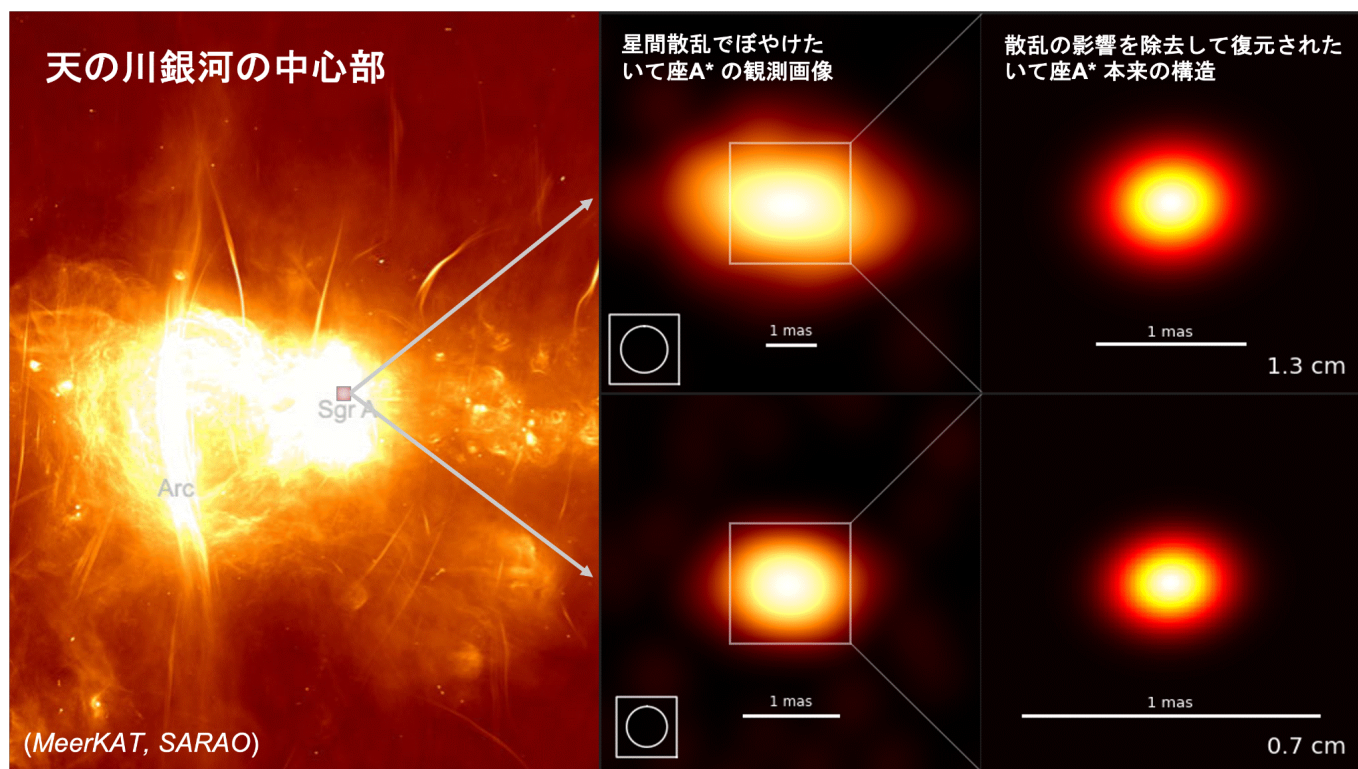 天の川銀河の中心部
Sgr A
Arc
(MeerKAT, SARAO)
星間散乱でぼやけた
いて座A* の観測画像
1 mas
散乱の影響を除去して復元された
いて座A* 本来の構造
1 mas
1.3 cm
1 mas
1 mas
0.7 cm